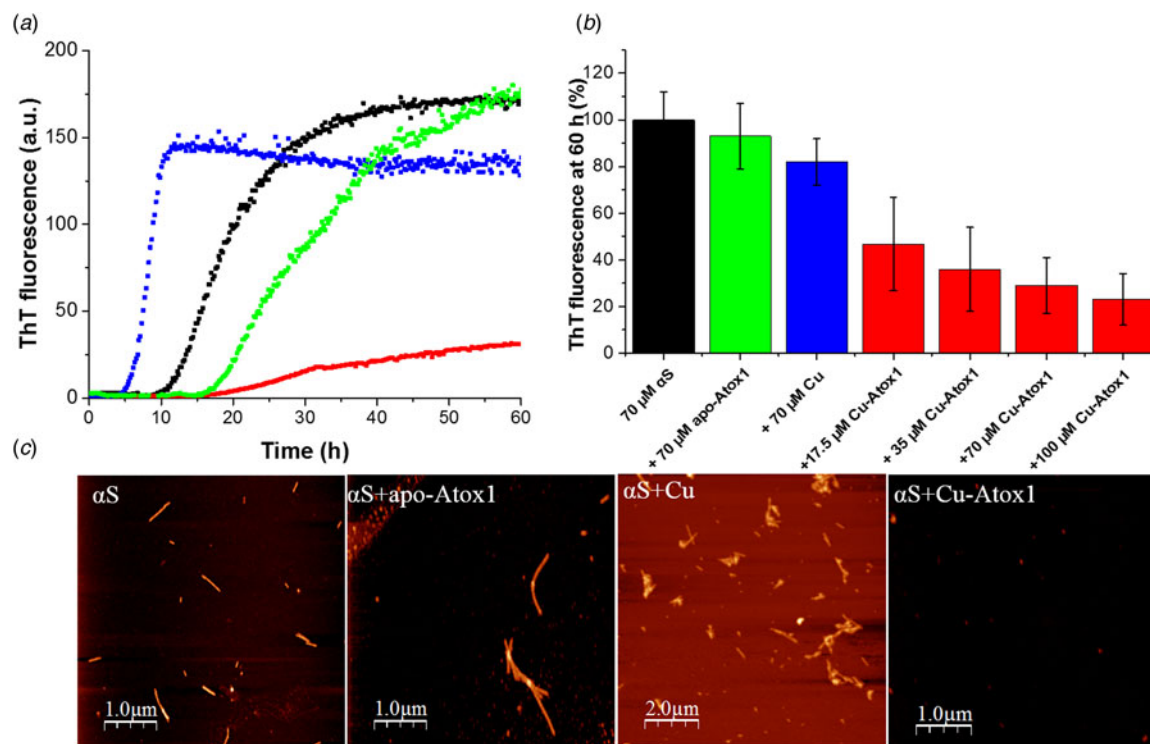 (a)
ThT fluorescence (a.u.)
200
150
100
50
0
0 10 20 30 40 50 60
Time (h)
(b)
ThT fluorescence at 60 h (%)
120
100
80
60
40
20
0
70 µM αS
+ 70 µM apo-Atox1
+ 70 µM Cu
+17.5 µM Cu-Atox1
+ 35 µM Cu-Atox1
+70 µM Cu-Atox1
+100 µM Cu-Atox1
(c)
αS
1.0µm
αS+apo-Atox1
1.0µm
αS+Cu
2.0µm
αS+Cu-Atox1
1.0µm